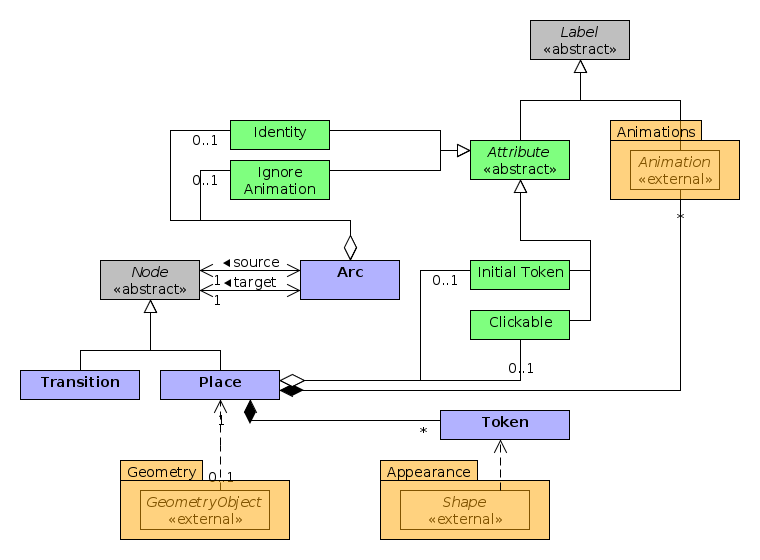 Label
«abstract»
Identity
0..1
Animations
Attribute
«abstract»
Animation
«external»
Ignore
Animation
0..1
*
Node
«abstract»
◄source
1
◄target
1
Arc
Initial Token
0..1
Clickable
0..1
Transition
Place
Token
*
1
Geometry
0..1
GeometryObject
«external»
Appearance
Shape
«external»